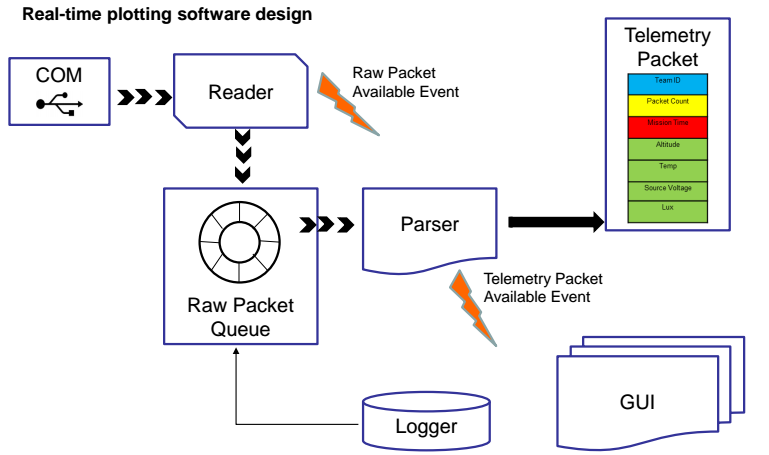 Real-time plotting software design
COM
Reader
Raw Packet
Available Event
Telemetry
Packet
Team ID
Packet Count
Mission Time
Altitude
Temp
Source Voltage
Lux
Parser
Raw Packet
Queue
Telemetry Packet
Available Event
Logger
GUI